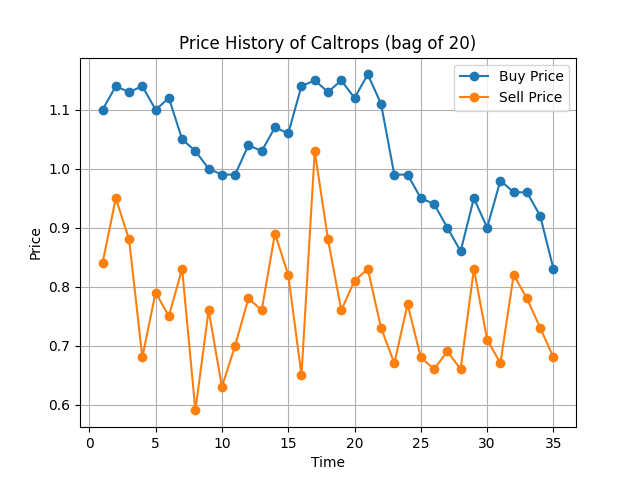 Price History of Caltrops (bag of 20)
Buy Price
Sell Price
Price
1.1
1.0
0.9
0.8
0.7
0.6
0 5 10 15 20 25 30 35
Time